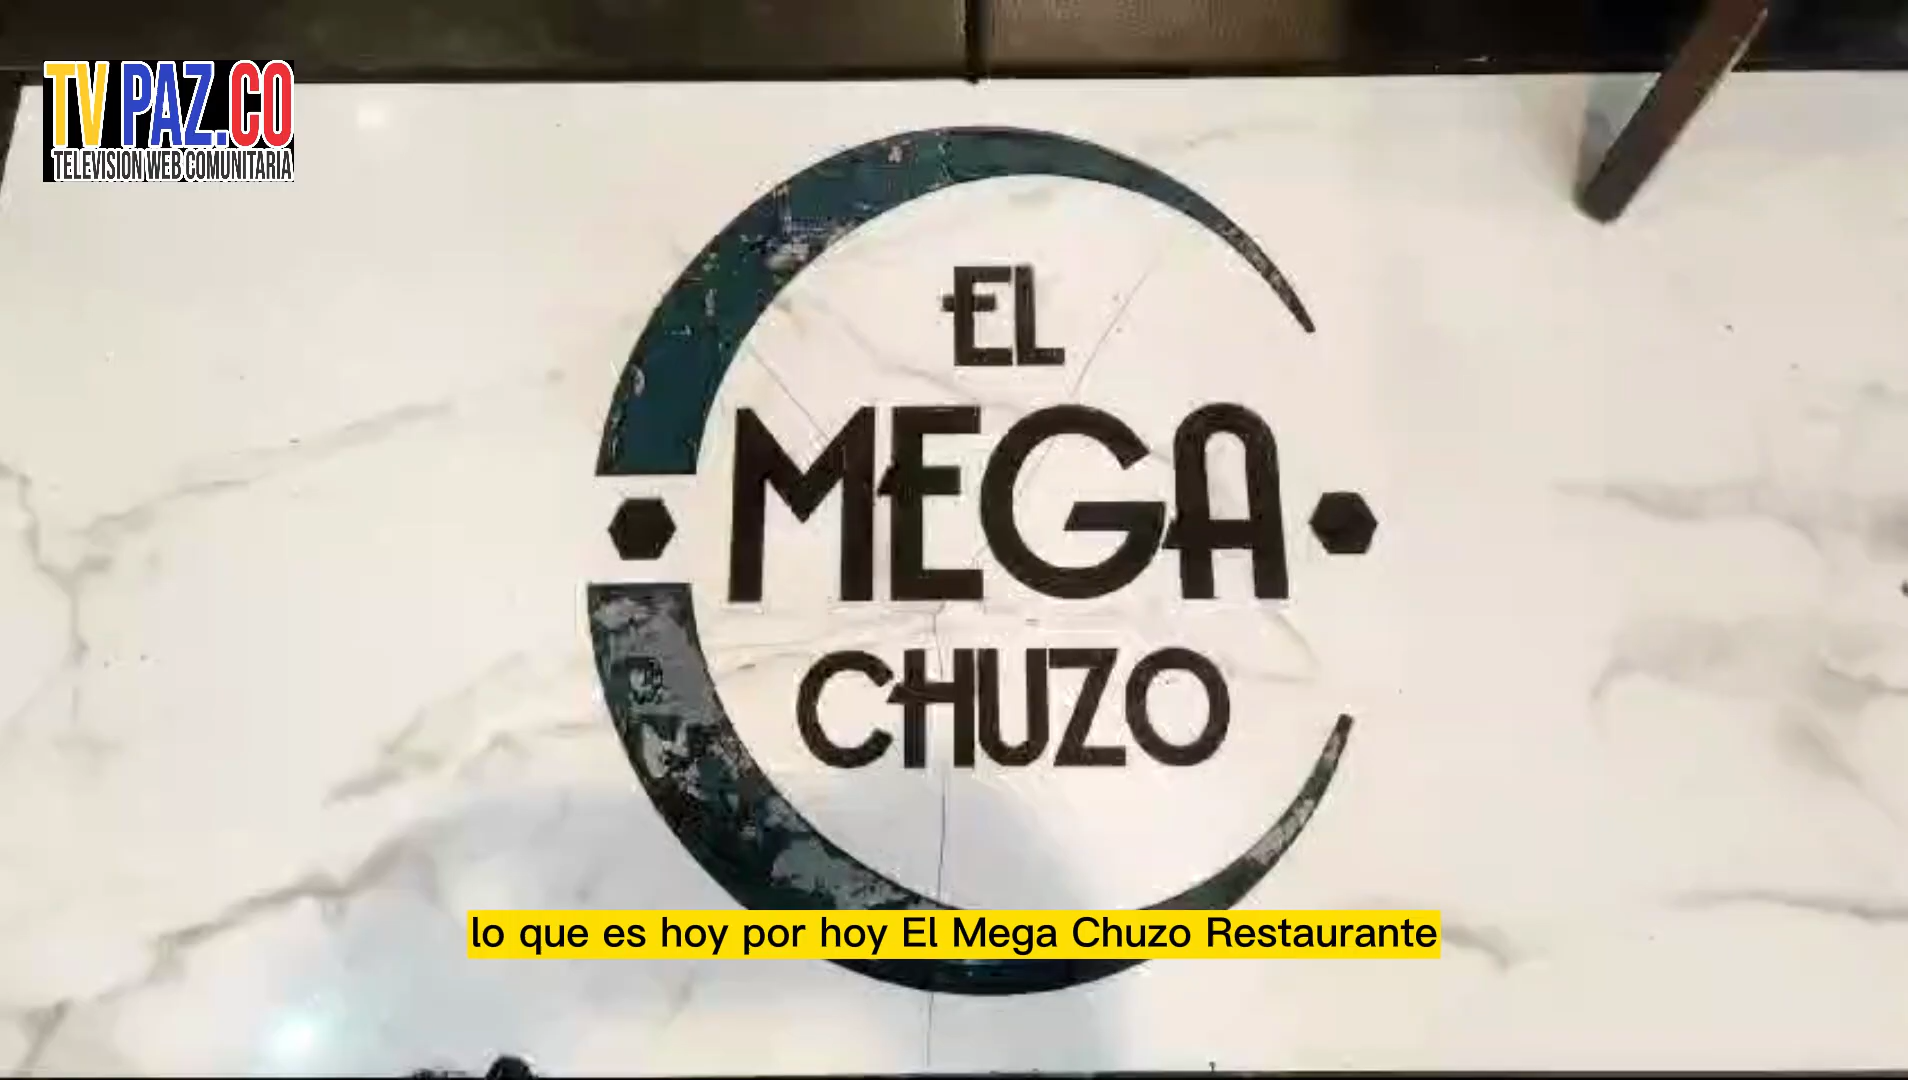 TV PAZ.CO
TELEVISION WEB COMUNITARIA
EL
MEGA
CHUZO
lo que es hoy por hoy El Mega Chuzo Restaurante